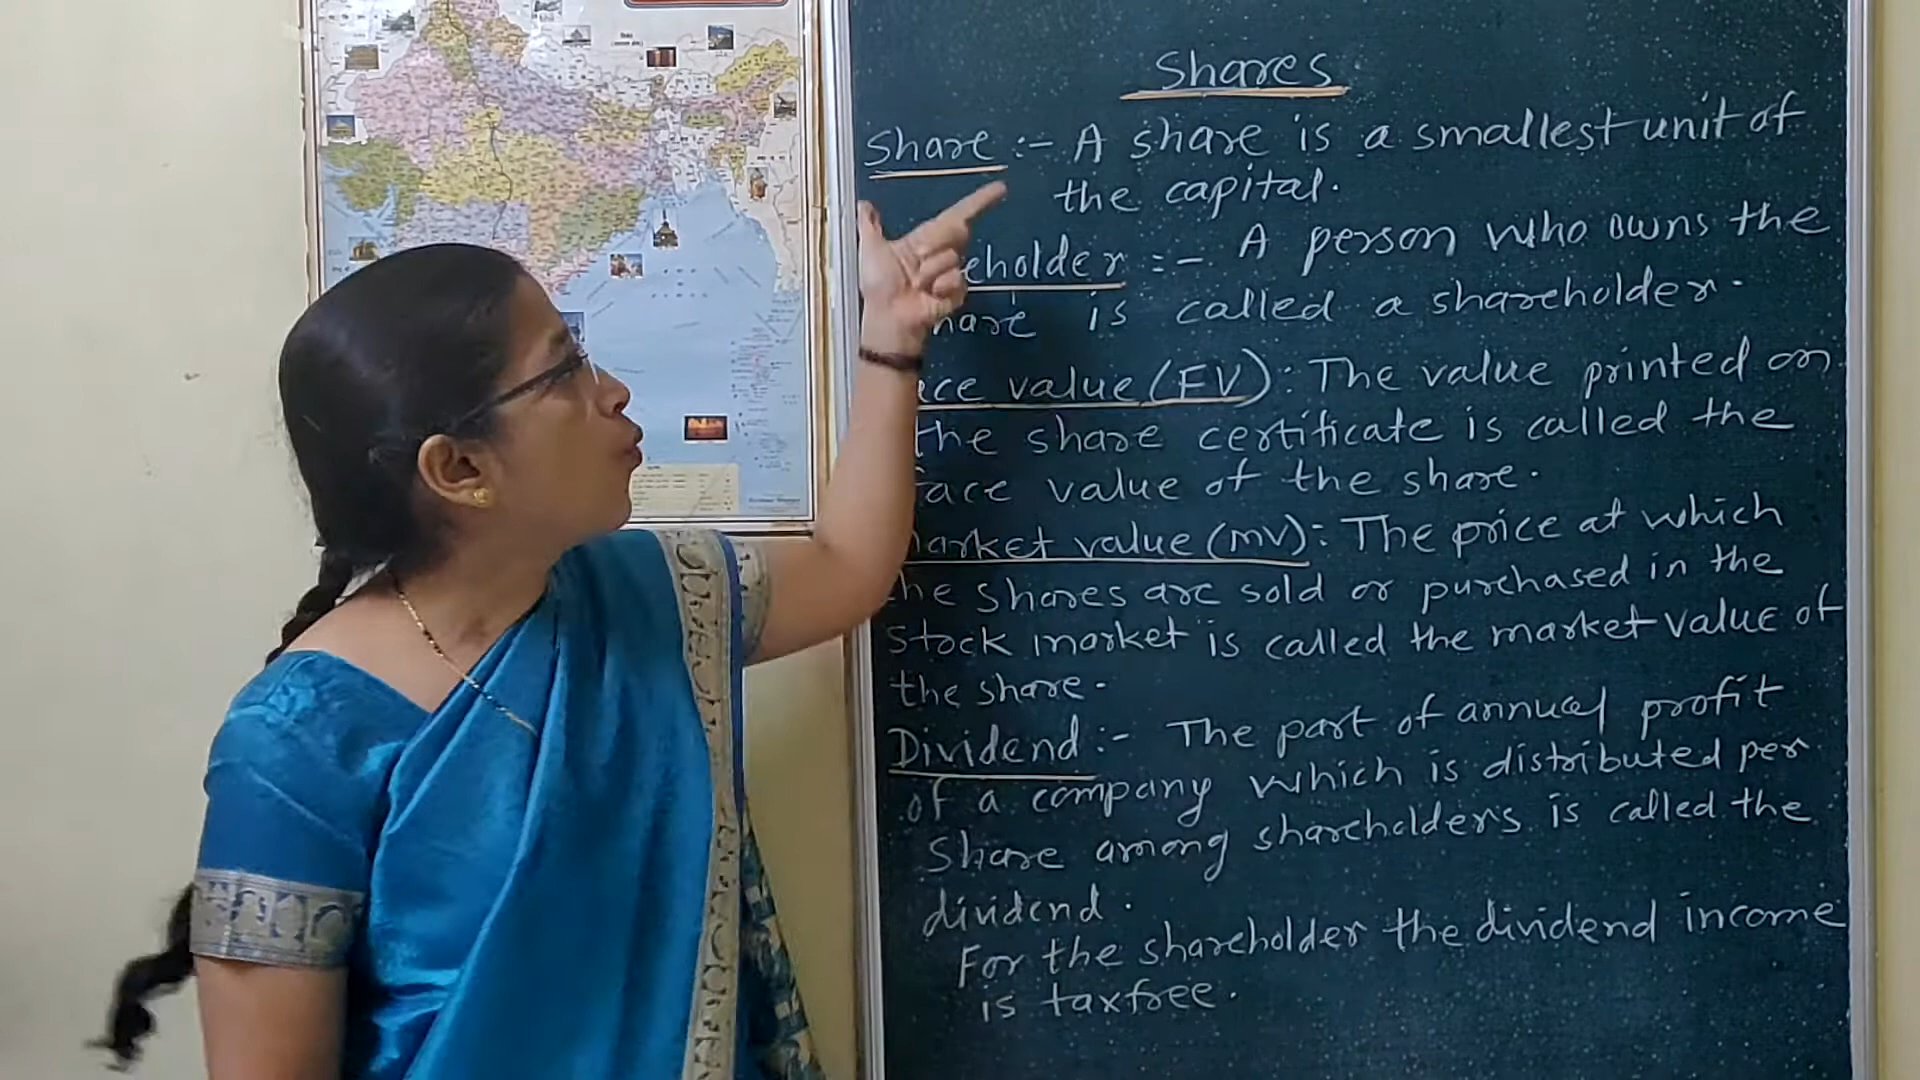 Shares
Share :- A share is a smallest unit of
the capital.
eholder :- A person who owns the
hare is called a shareholder.
ce value (FV): The value printed on
the share certificate is called the
face value of the share.
arket value (MV): The price at which
the shares are sold or purchased in the
stock market is called the market value of
the share.
Dividend :- The part of annual profit
of a company which is distributed per
share among shareholders is called the
dividend.
For the shareholder the dividend income
is taxfree.